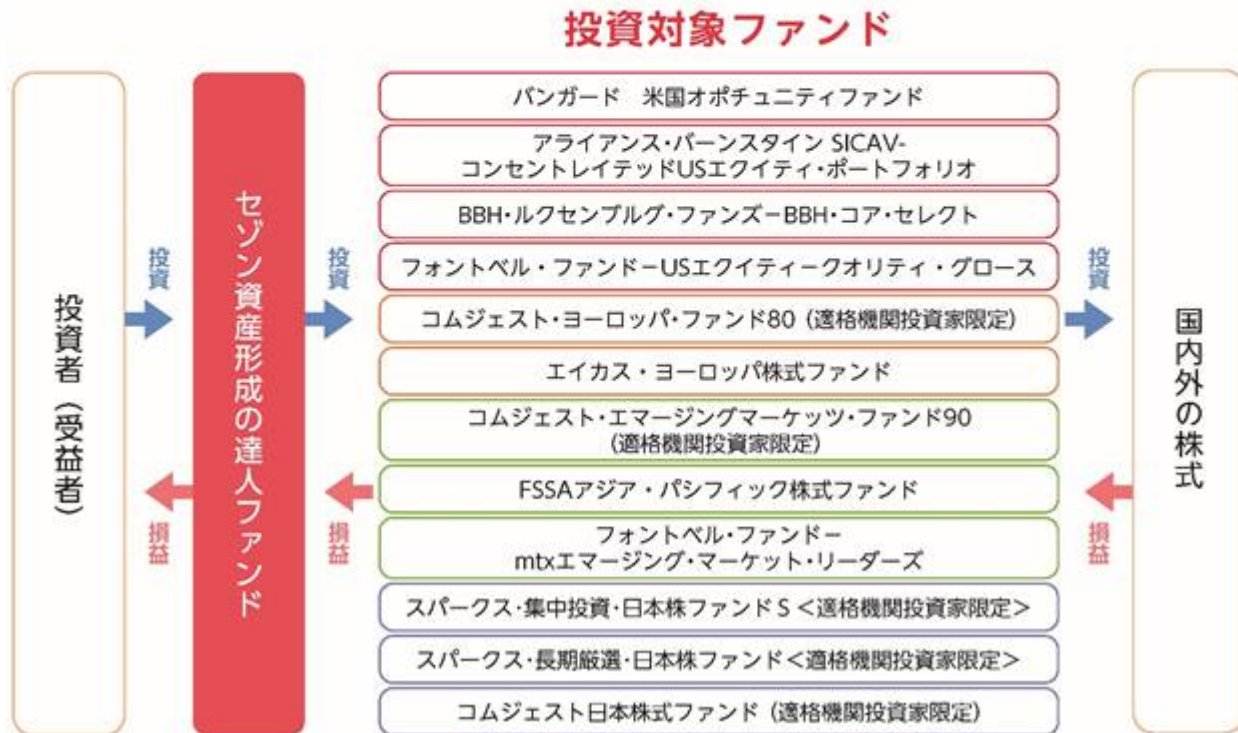 投資対象ファンド
投資者（受益者）
投資
損益
セゾン資産形成の達人ファンド
投資
損益
バンガード　米国オポチュニティファンド
アライアンス・バーンスタイン SICAV-
コンセントレイテッドUSエクイティ・ポートフォリオ
BBH・ルクセンブルグ・ファンズ－BBH・コア・セレクト
フォントベル・ファンド－USエクイティ－クオリティ・グロース
コムジェスト・ヨーロッパ・ファンド80（適格機関投資家限定）
エイカス・ヨーロッパ株式ファンド
コムジェスト・エマージングマーケッツ・ファンド90
（適格機関投資家限定）
FSSAアジア・パシフィック株式ファンド
フォントベル・ファンド－
mtxエマージング・マーケット・リーダーズ
スパークス・集中投資・日本株ファンド S＜適格機関投資家限定＞
スパークス・長期厳選・日本株ファンド＜適格機関投資家限定＞
コムジェスト日本株式ファンド（適格機関投資家限定）
投資
損益
国内外の株式